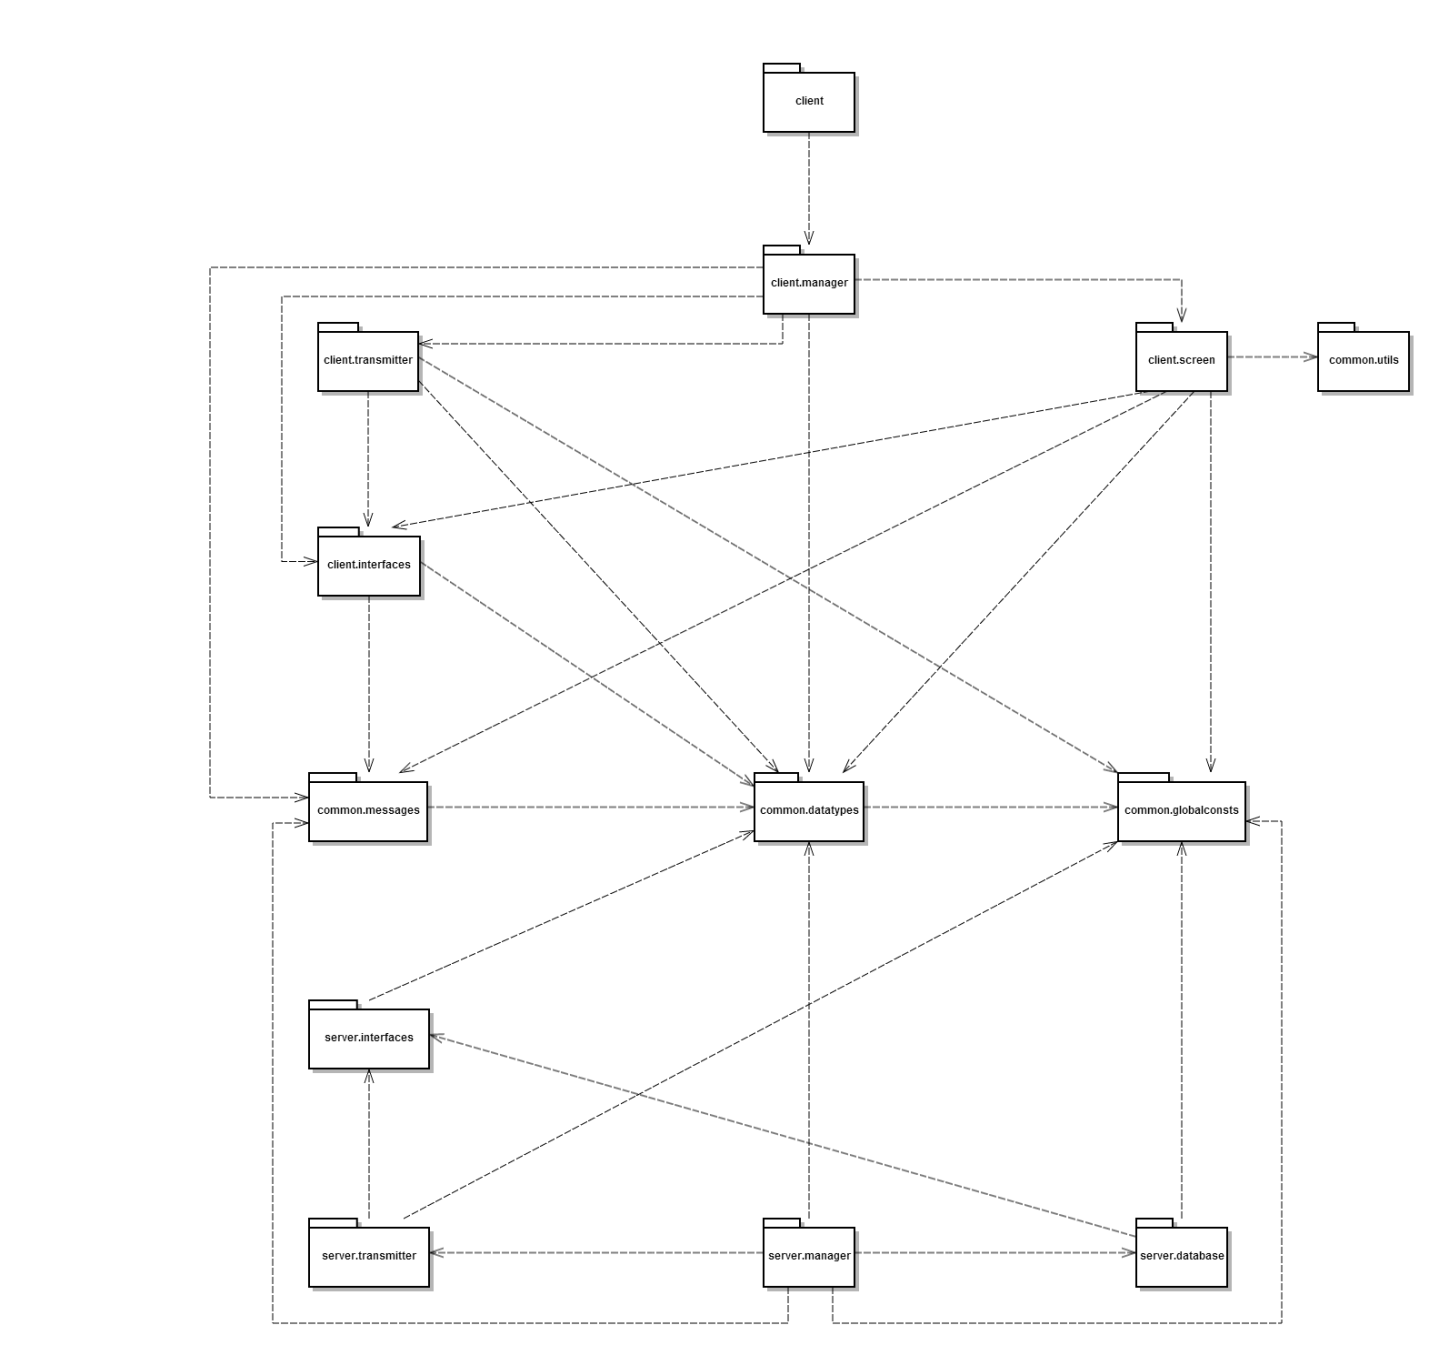 client
client.manager
client.transmitter
client.screen
common.utils
client.interfaces
common.messages
common.datatypes
common.globalconsts
server.interfaces
server.transmitter
server.manager
server.database